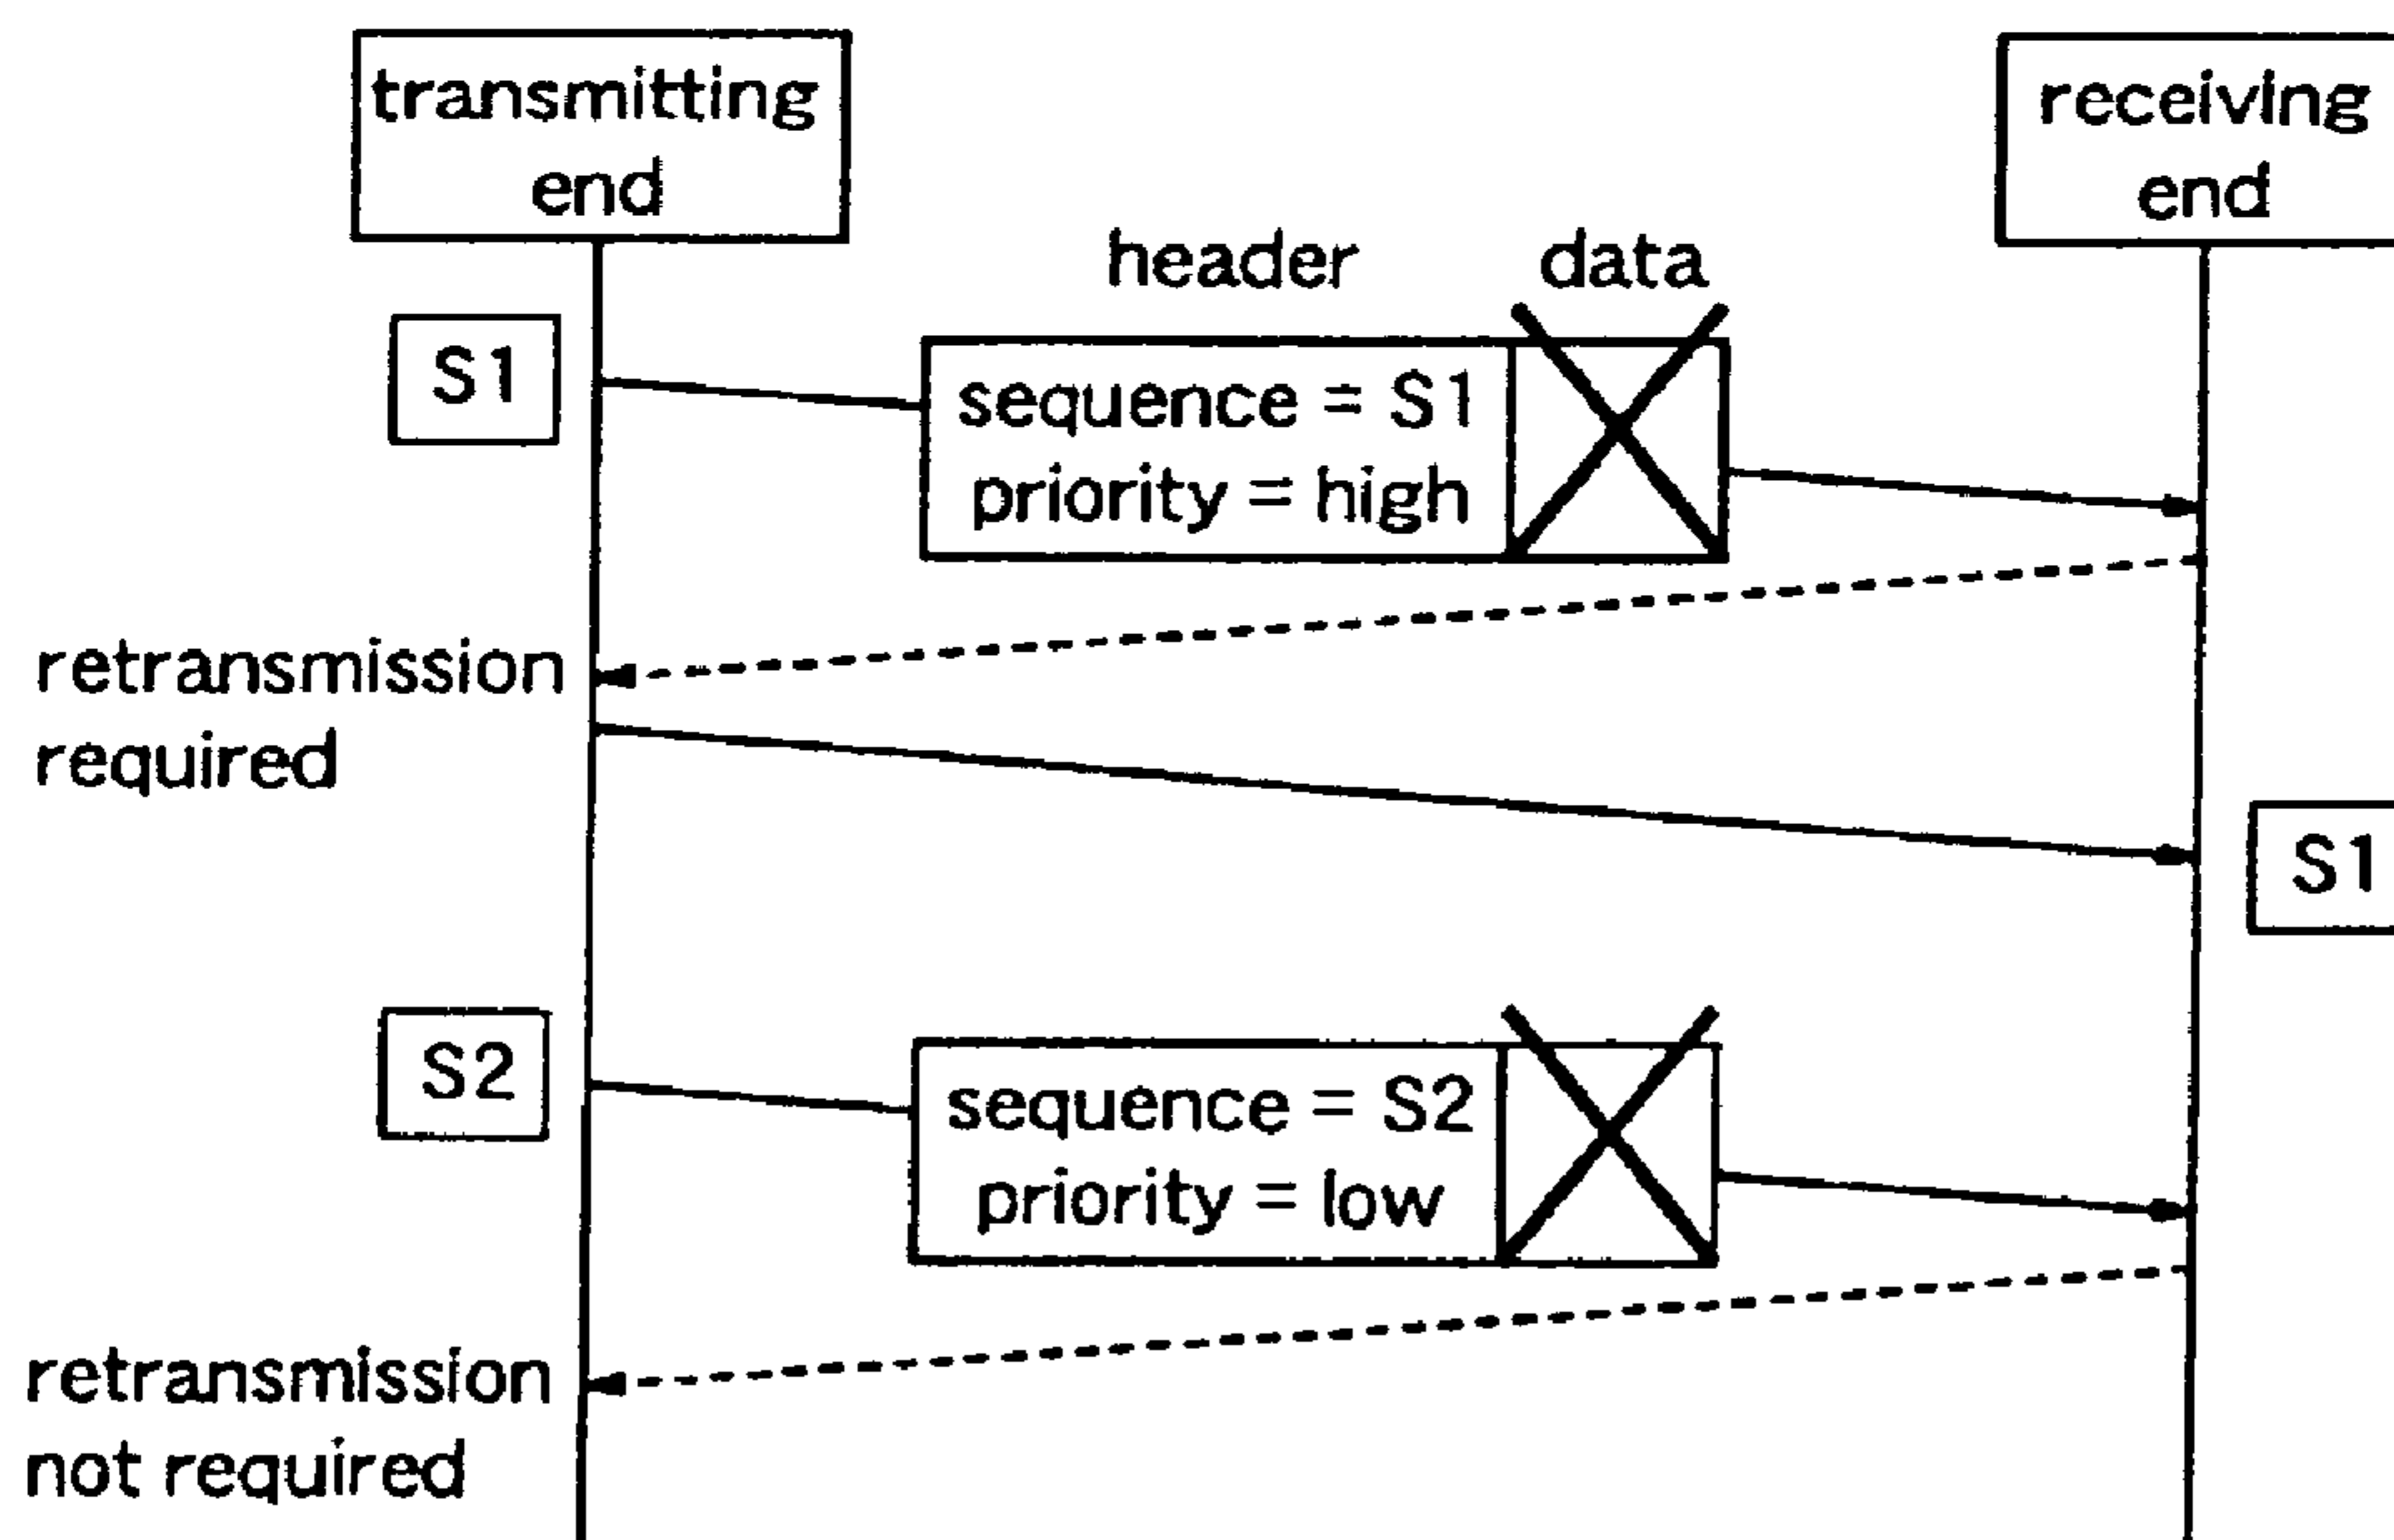 transmitting
end
receiving
end
header
data
S1
sequence = S1
priority = high
retransmission
required
S1
S2
sequence = S2
priority = low
retransmission
not required